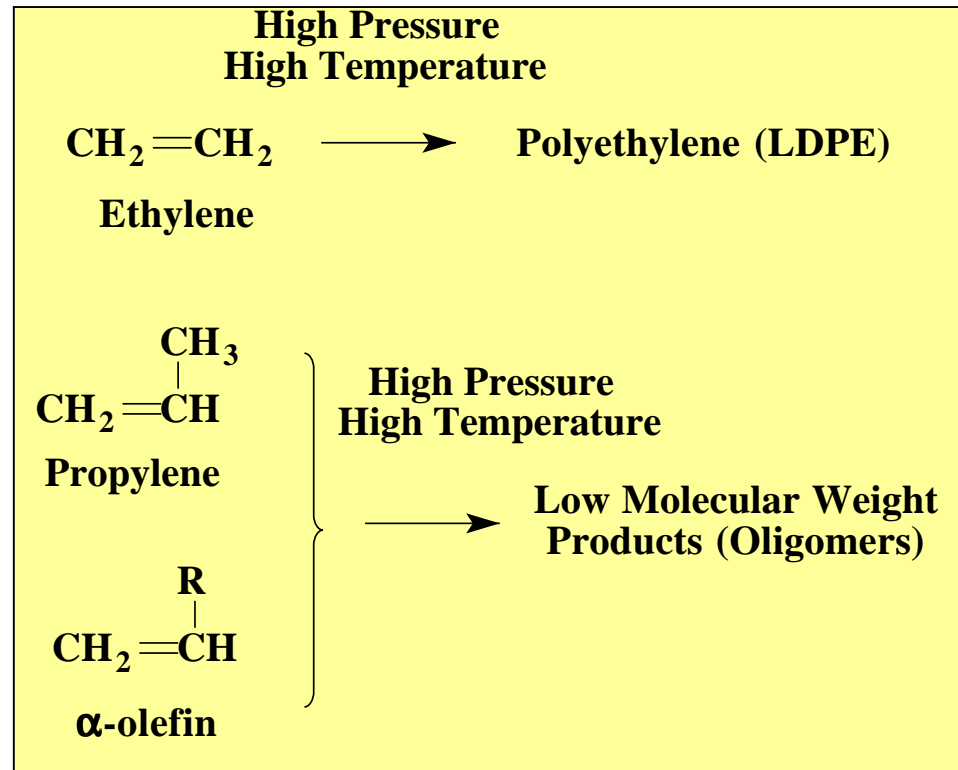 High Pressure
High Temperature
CH2=CH2 Polyethylene (LDPE)
Ethylene
CH3
CH2=CH
Propylene
High Pressure
High Temperature
Low Molecular Weight
Products (Oligomers)
R
CH2=CH
α-olefin